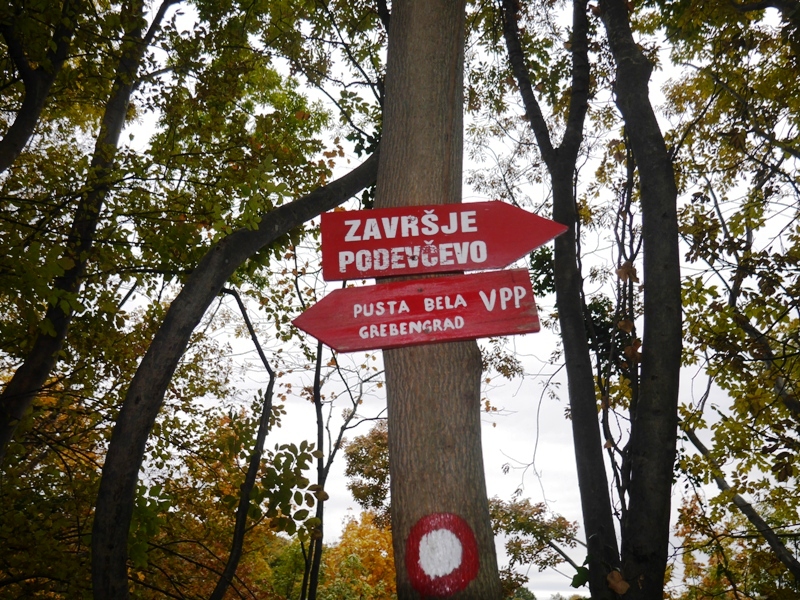 ZAVRŠJE
PODEVČEVO
PUSTA BELA VPP
GREBENGRAD